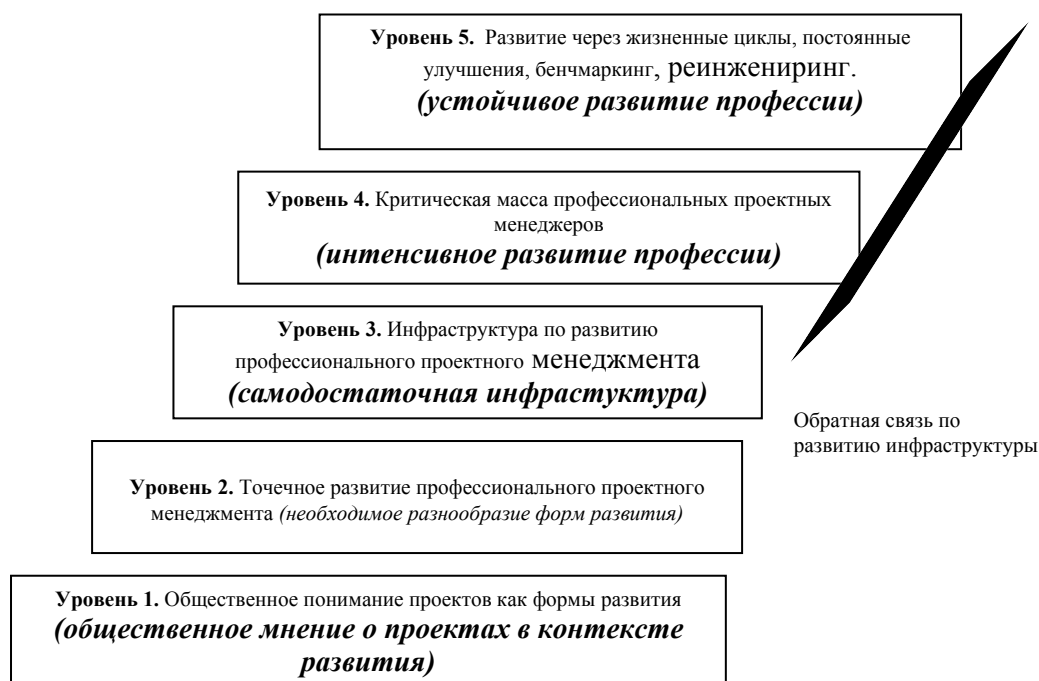 Уровень 5. Развитие через жизненные циклы, постоянные
улучшения, бенчмаркинг, реинжениринг.
(устойчивое развитие профессии)
Уровень 4. Критическая масса профессиональных проектных
менеджеров
(интенсивное развитие профессии)
Уровень 3. Инфраструктура по развитию
профессионального проектного менеджмента
(самодостаточная инфрастуктура)
Обратная связь по
развитию инфраструктуры
Уровень 2. Точечное развитие профессионального проектного
менеджмента (необходимое разнообразие форм развития)
Уровень 1. Общественное понимание проектов как формы развития
(общественное мнение о проектах в контексте
развития)